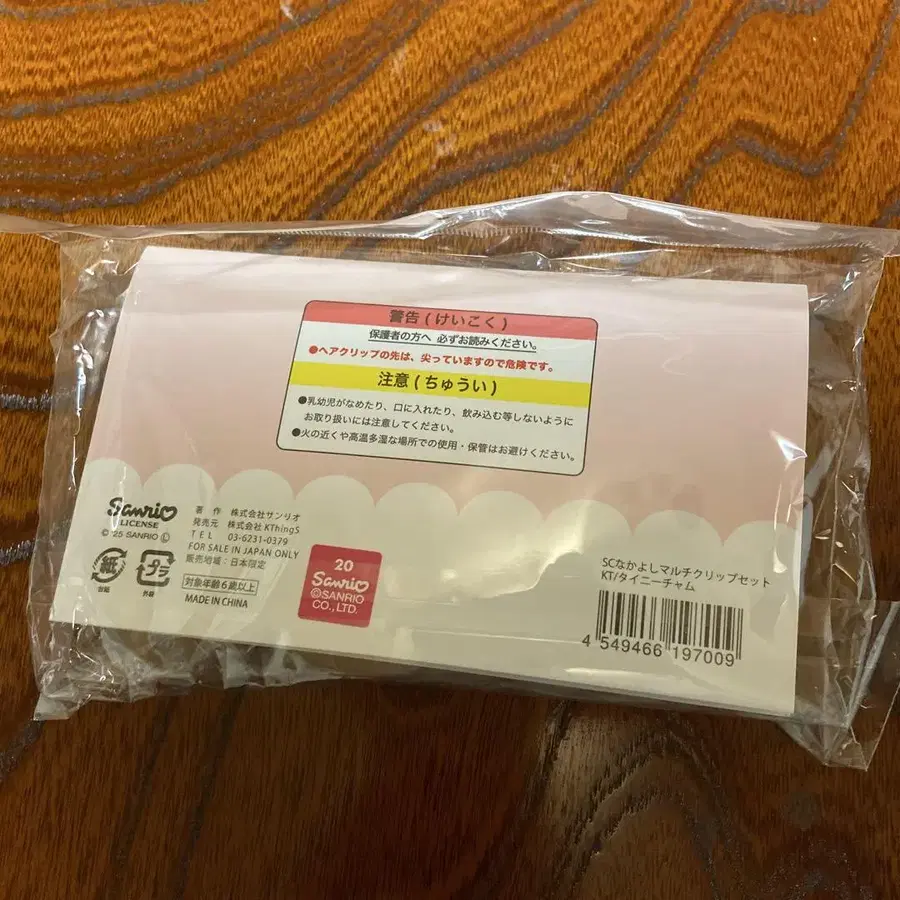 警告(けいこく)
保護者の方へ 必ずお読みください。
●ヘアクリップの先は、尖っていますので危険です。
注意(ちゅうい)
●乳幼児がなめたり、口に入れたり、飲み込む等しないように
お取り扱いには注意してください。
●火の近くや高温多湿な場所での使用・保管はお避けください。
Sanrio
LICENSE
©'25 SANRIO Ⓛ
著 作 株式会社サンリオ
発売元 株式会社 KThingS
TEL 03-6231-0379
FOR SALE IN JAPAN ONLY
販売地域:日本限定
紙
台紙
プラ
外袋
対象年齢6歳以上
MADE IN CHINA
20
Sanrio
©SANRIO
CO., LTD.
SCなかよしマルチクリップセット
KT/タイニーチャム
4 549466 197009